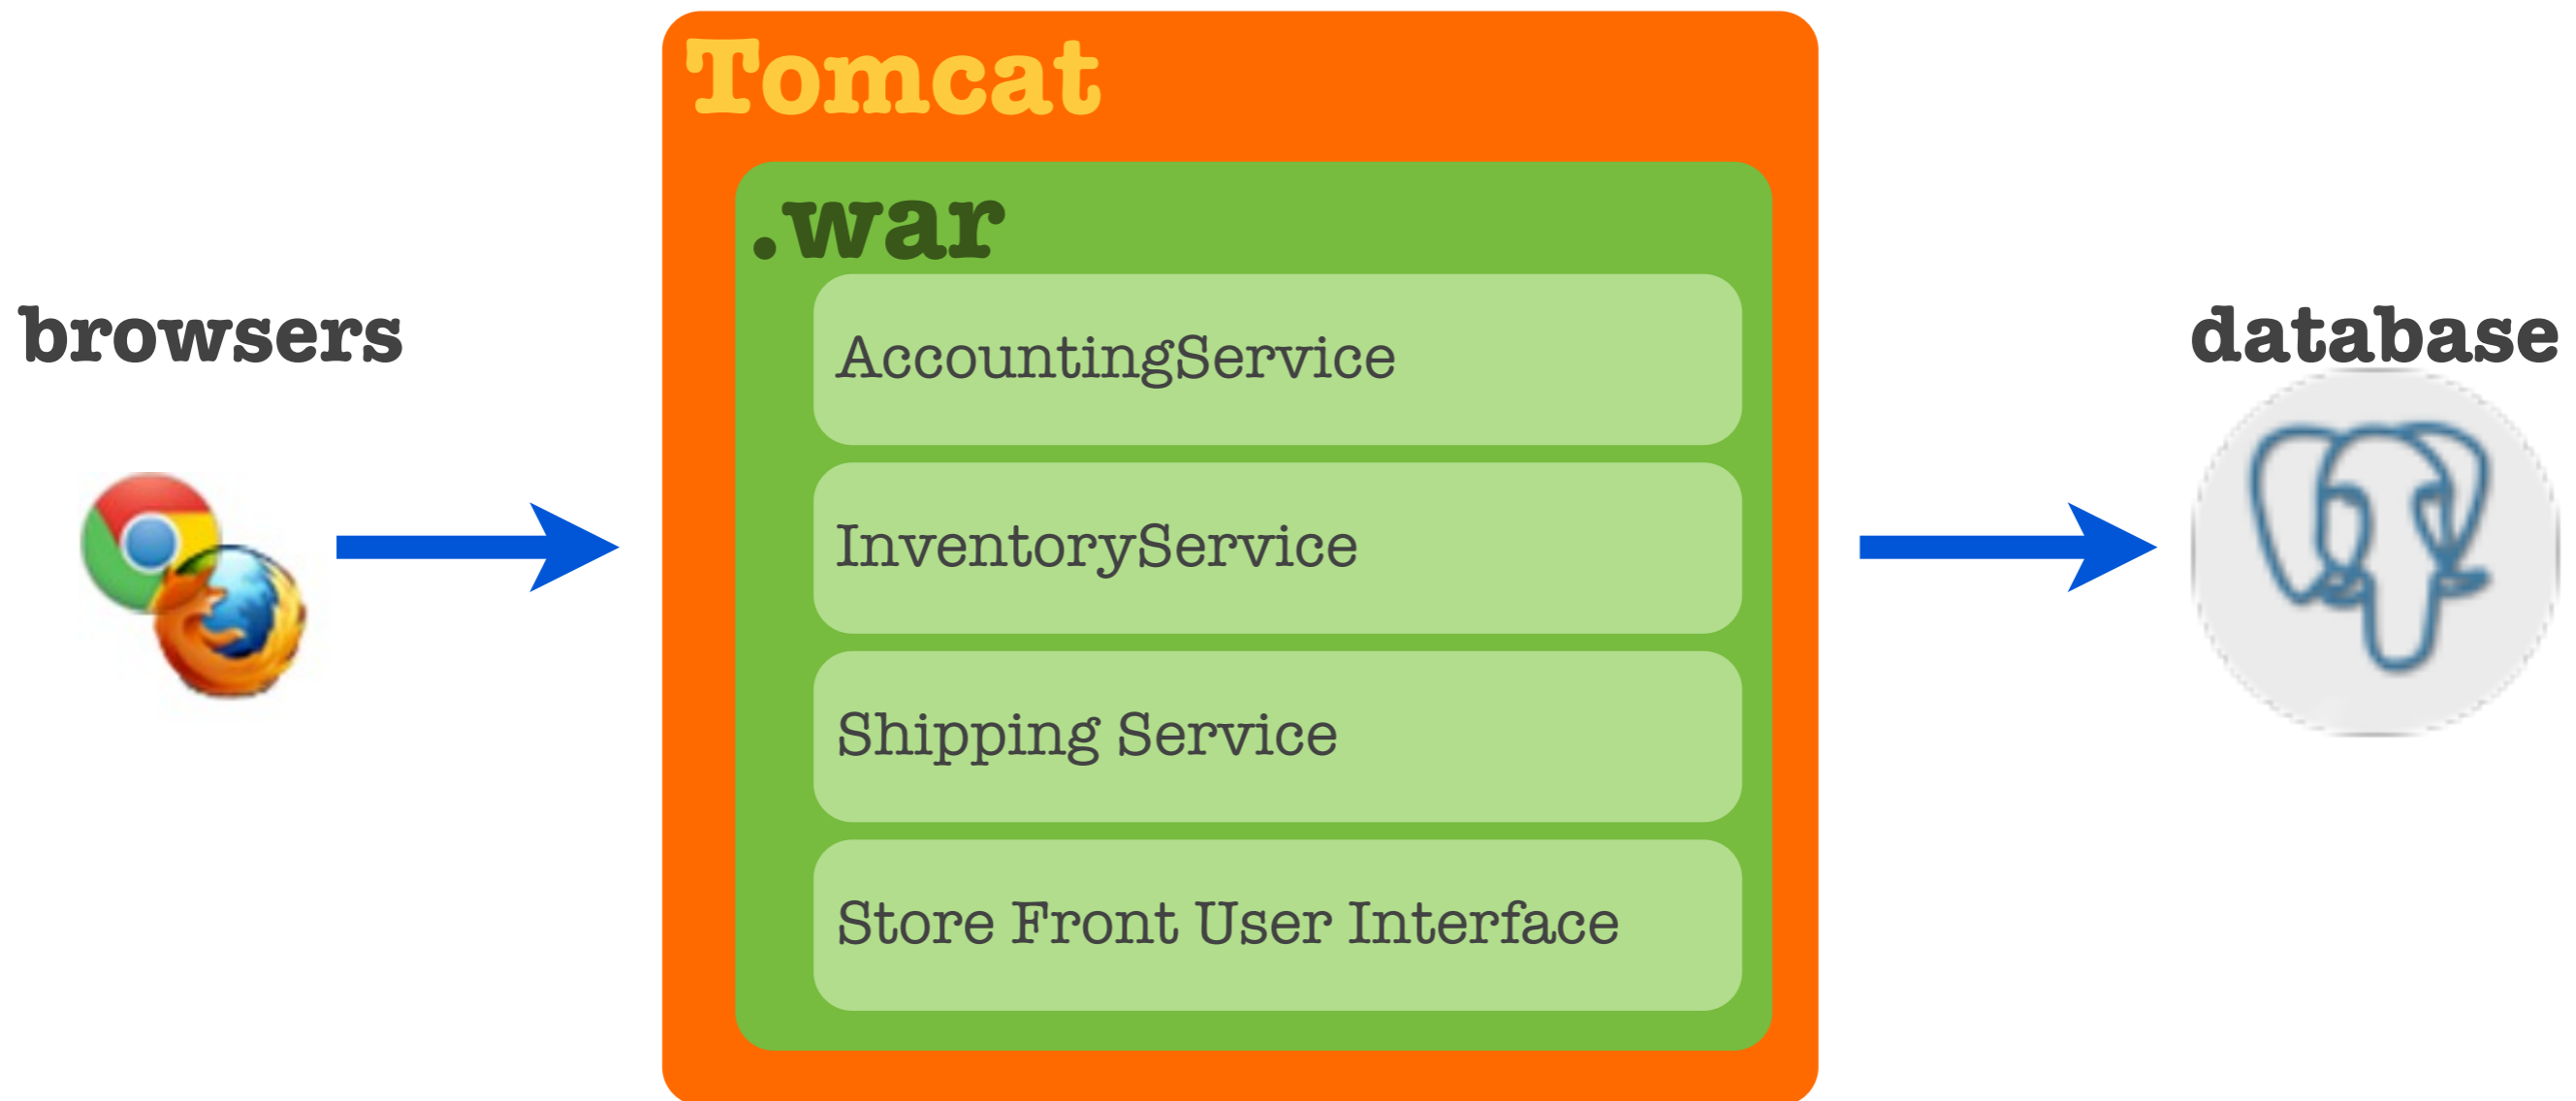 Tomcat
.war
browsers
AccountingService
InventoryService
Shipping Service
Store Front User Interface
database